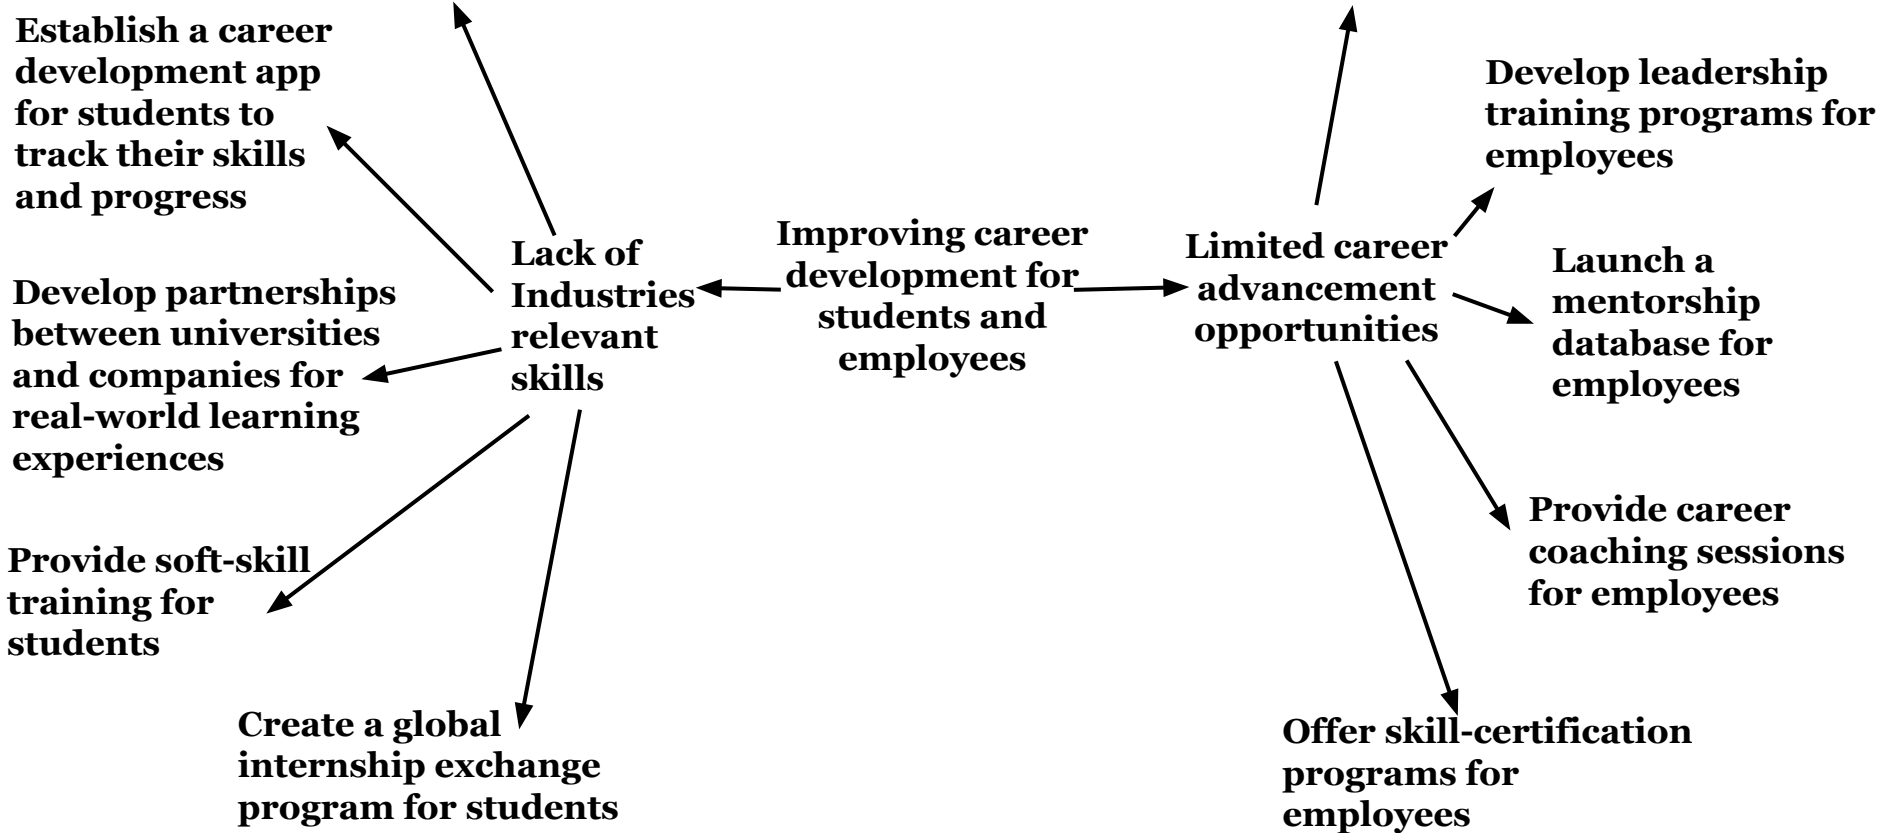 Establish a career
development app
for students to
track their skills
and progress
Develop partnerships
between universities
and companies for
real-world learning
experiences
Provide soft-skill
training for
students
Create a global
internship exchange
program for students
Lack of
Industries
relevant
skills
Improving career
development for
students and
employees
Limited career
advancement
opportunities
Develop leadership
training programs for
employees
Launch a
mentorship
database for
employees
Provide career
coaching sessions
for employees
Offer skill-certification
programs for
employees